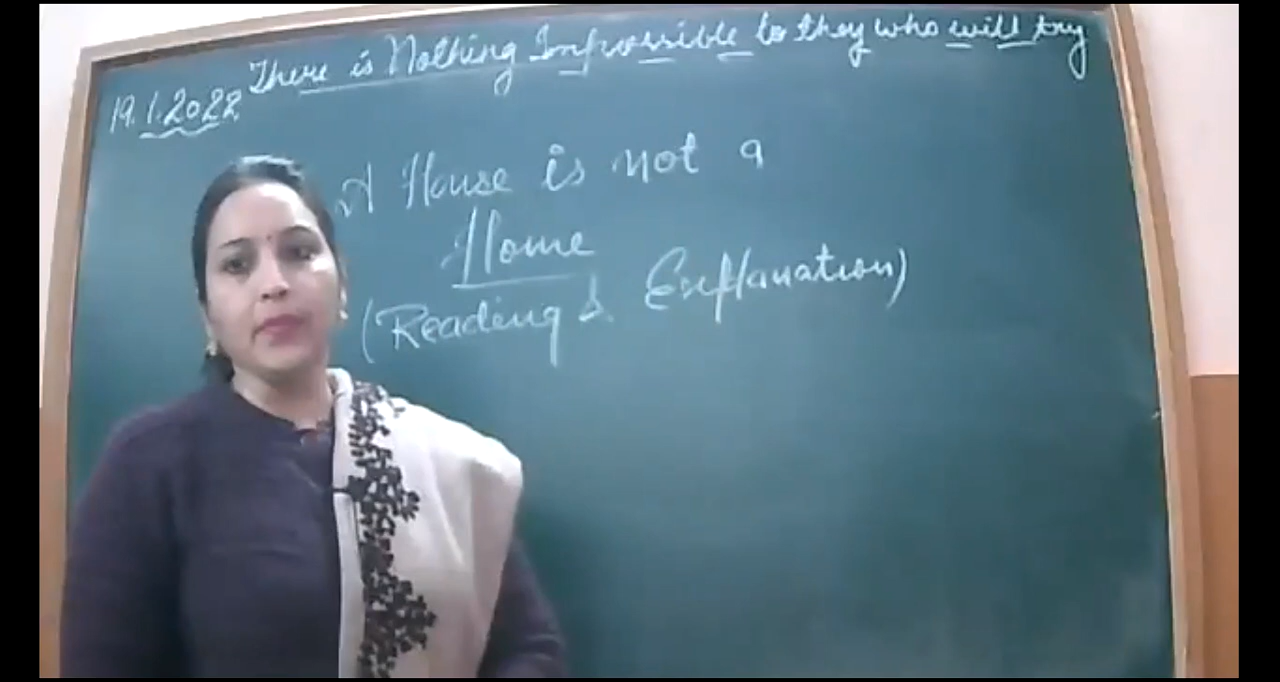 There is Nothing Impossible to they who will try
19.1.2022
A House is not a
Home
(Reading & Explanation)